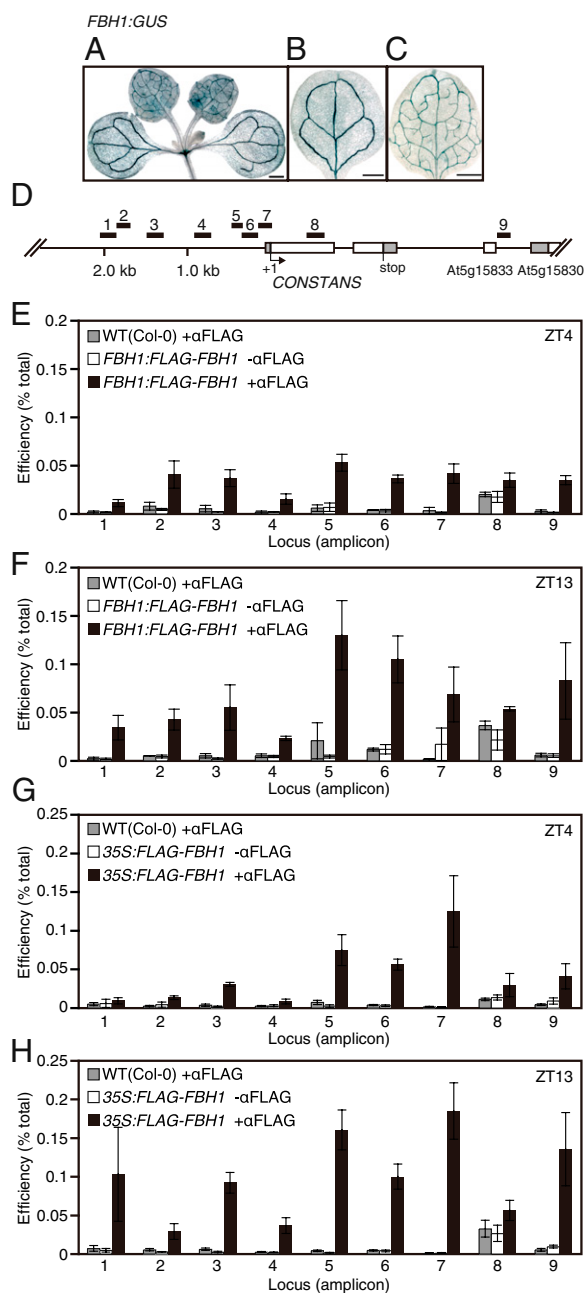 FBH1:GUS
A B C
D
1 2 3 4 5 6 7 8 9
2.0 kb 1.0 kb +1 CONSTANS stop At5g15833 At5g15830
E
Efficiency (% total)
0.2
0.15
0.1
0.05
0
WT(Col-0) +αFLAG
FBH1:FLAG-FBH1 -αFLAG
FBH1:FLAG-FBH1 +αFLAG
ZT4
1 2 3 4 5 6 7 8 9
Locus (amplicon)
F
Efficiency (% total)
0.2
0.15
0.1
0.05
0
WT(Col-0) +αFLAG
FBH1:FLAG-FBH1 -αFLAG
FBH1:FLAG-FBH1 +αFLAG
ZT13
1 2 3 4 5 6 7 8 9
Locus (amplicon)
G
Efficiency (% total)
0.25
0.2
0.15
0.1
0.05
0
WT(Col-0) +αFLAG
35S:FLAG-FBH1 -αFLAG
35S:FLAG-FBH1 +αFLAG
ZT4
1 2 3 4 5 6 7 8 9
Locus (amplicon)
H
Efficiency (% total)
0.25
0.2
0.15
0.1
0.05
0
WT(Col-0) +αFLAG
35S:FLAG-FBH1 -αFLAG
35S:FLAG-FBH1 +αFLAG
ZT13
1 2 3 4 5 6 7 8 9
Locus (amplicon)